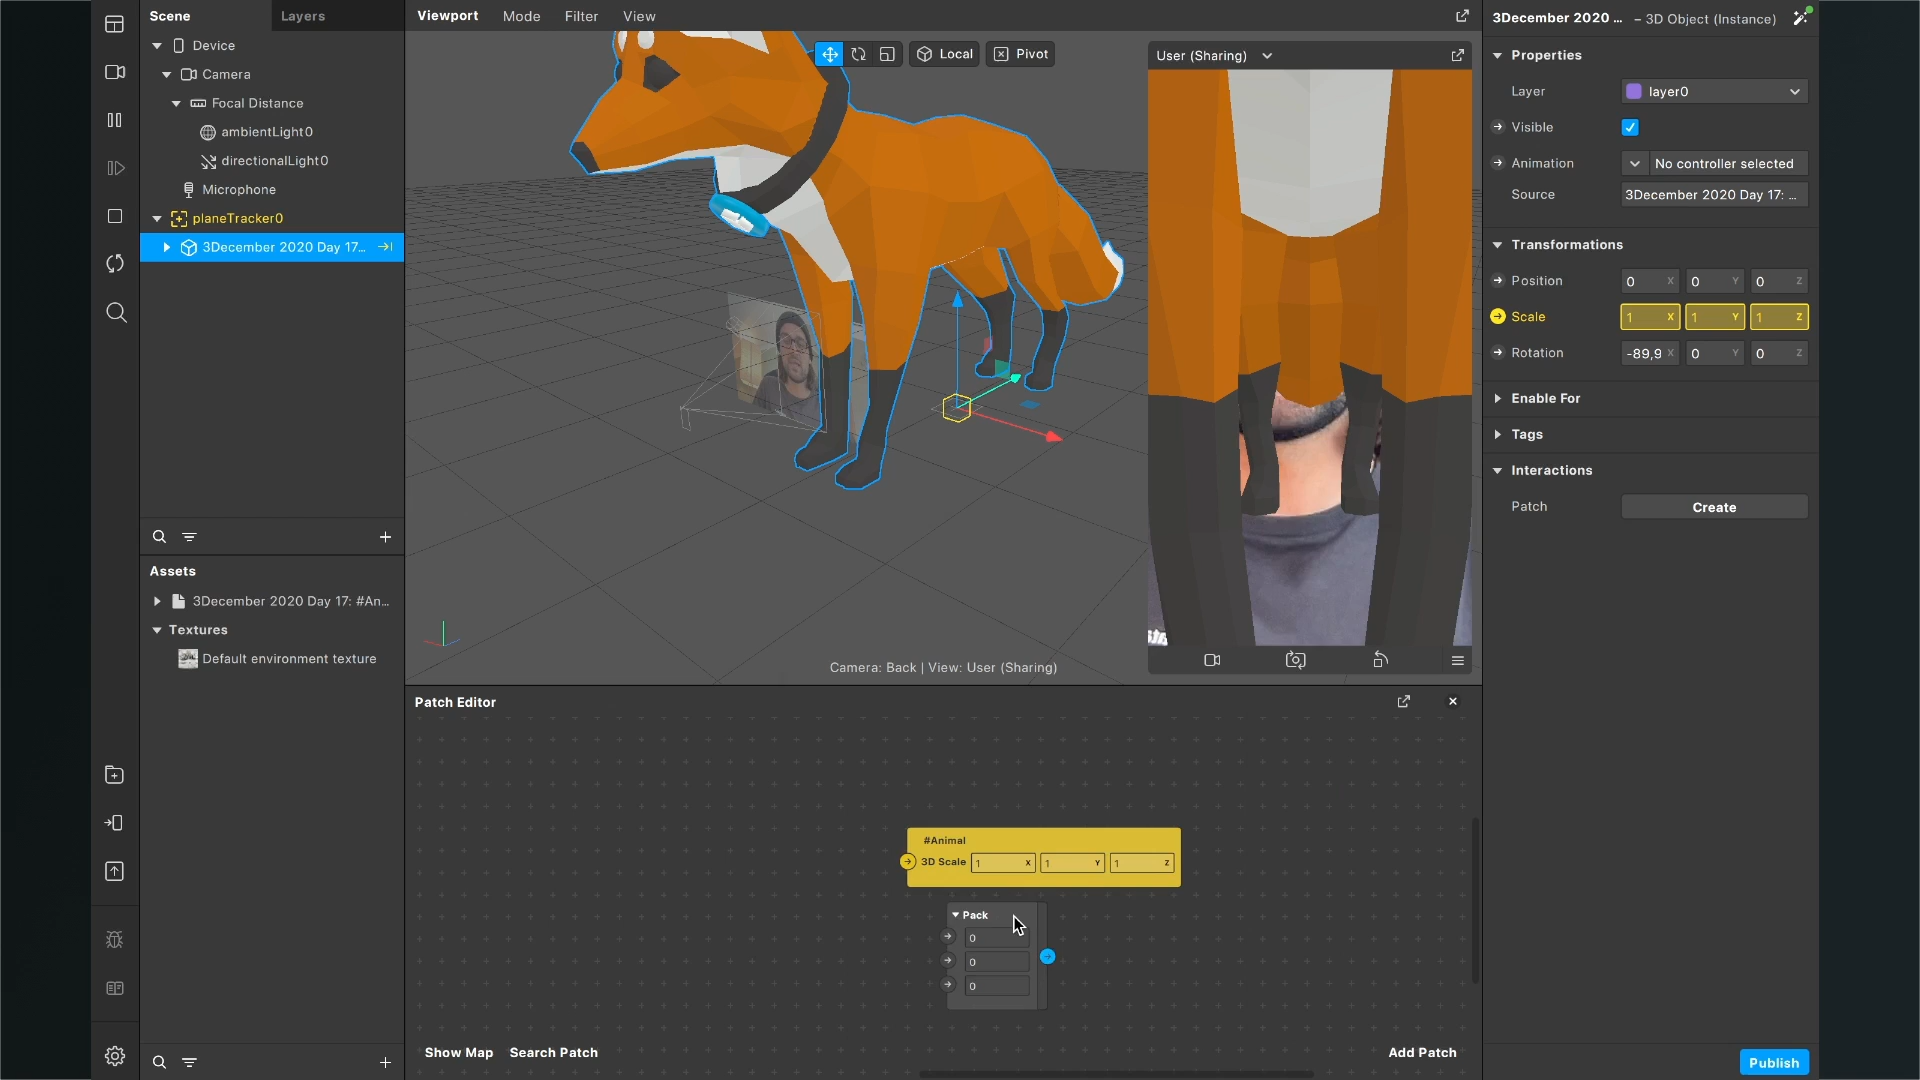 Scene
Layers
Device
Camera
Focal Distance
ambientLight0
directionalLight0
Microphone
planeTracker0
3December 2020 Day 17...
Assets
3December 2020 Day 17: #An...
Textures
Default environment texture
Viewport Mode Filter View
Local
Pivot
User (Sharing)
Camera: Back | View: User (Sharing)
Patch Editor
#Animal
3D Scale 1 X 1 Y 1 Z
Pack
0
0
0
Show Map Search Patch
Add Patch
3December 2020 ... – 3D Object (Instance)
Properties
Layer layer0
Visible
Animation No controller selected
Source 3December 2020 Day 17: ...
Transformations
Position 0 X 0 Y 0 Z
Scale 1 X 1 Y 1 Z
Rotation -89,9 X 0 Y 0 Z
Enable For
Tags
Interactions
Patch Create
Publish